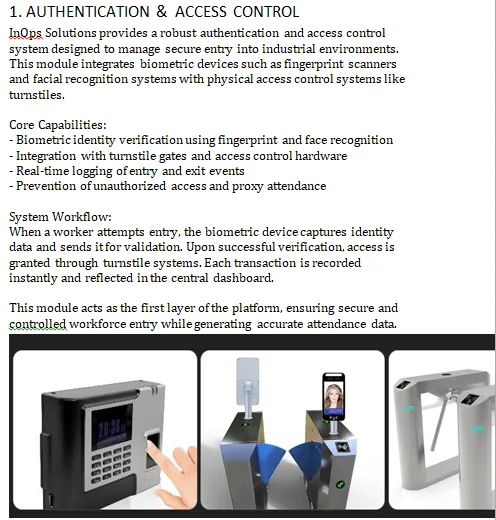 1. AUTHENTICATION & ACCESS CONTROL
InOps Solutions provides a robust authentication and access control
system designed to manage secure entry into industrial environments.
This module integrates biometric devices such as fingerprint scanners
and facial recognition systems with physical access control systems like
turnstiles.
Core Capabilities:
- Biometric identity verification using fingerprint and face recognition
- Integration with turnstile gates and access control hardware
- Real-time logging of entry and exit events
- Prevention of unauthorized access and proxy attendance
System Workflow:
When a worker attempts entry, the biometric device captures identity
data and sends it for validation. Upon successful verification, access is
granted through turnstile systems. Each transaction is recorded
instantly and reflected in the central dashboard.
This module acts as the first layer of the platform, ensuring secure and
controlled workforce entry while generating accurate attendance data.